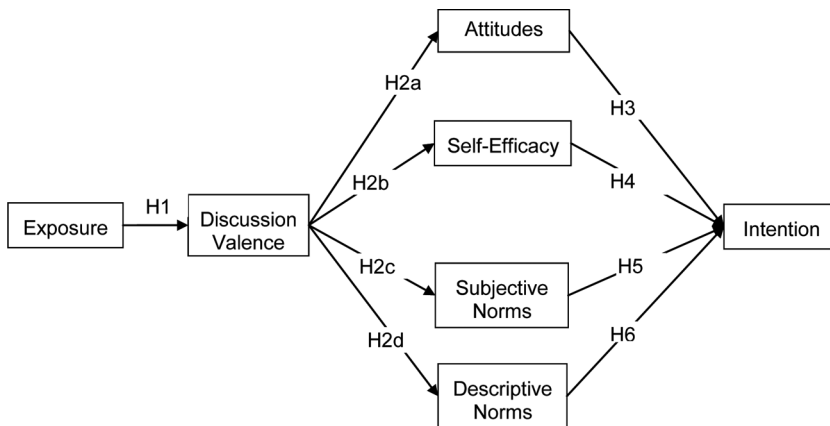 Attitudes
H2a
H3
Self-Efficacy
H2b
H4
Exposure
H1
Discussion
Valence
Intention
H2c
H5
Subjective
Norms
H2d
H6
Descriptive
Norms